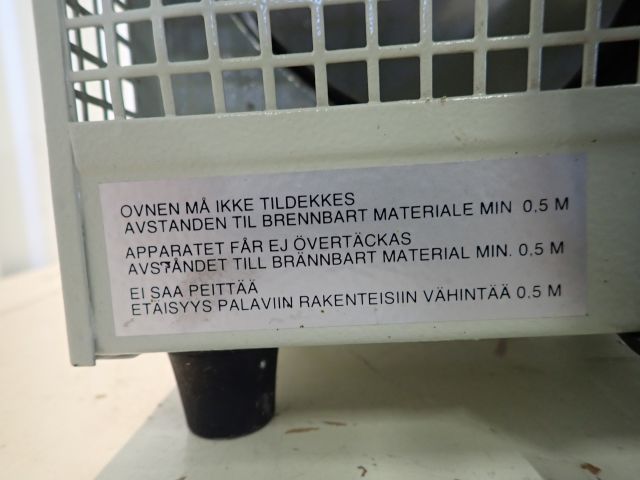 OVNEN MÅ IKKE TILDEKKES
AVSTANDEN TIL BRENNBART MATERIALE MIN 0,5 M
APPARATET FÅR EJ ÖVERTÄCKAS
AVSTÅNDET TILL BRÄNNBART MATERIAL MIN. 0,5 M
EI SAA PEITTÄÄ
ETÄISYYS PALAVIIN RAKENTEISIIN VÄHINTÄÄ 0.5 M